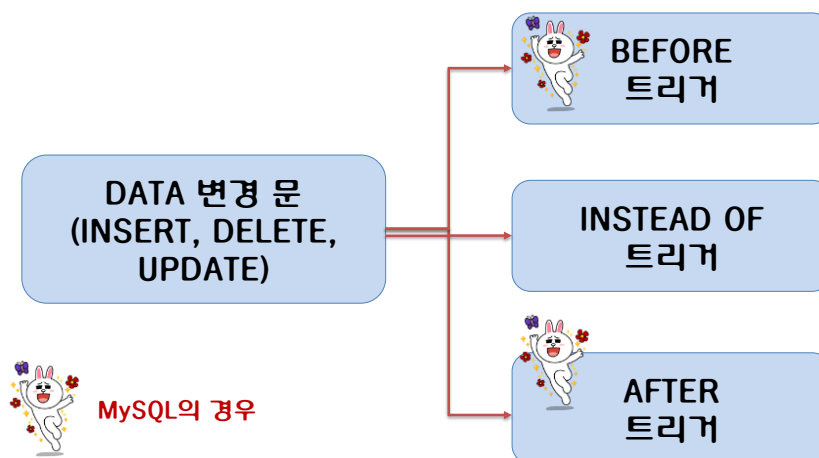 BEFORE
트리거
DATA 변경 문
(INSERT, DELETE,
UPDATE)
INSTEAD OF
트리거
AFTER
트리거
MySQL의 경우